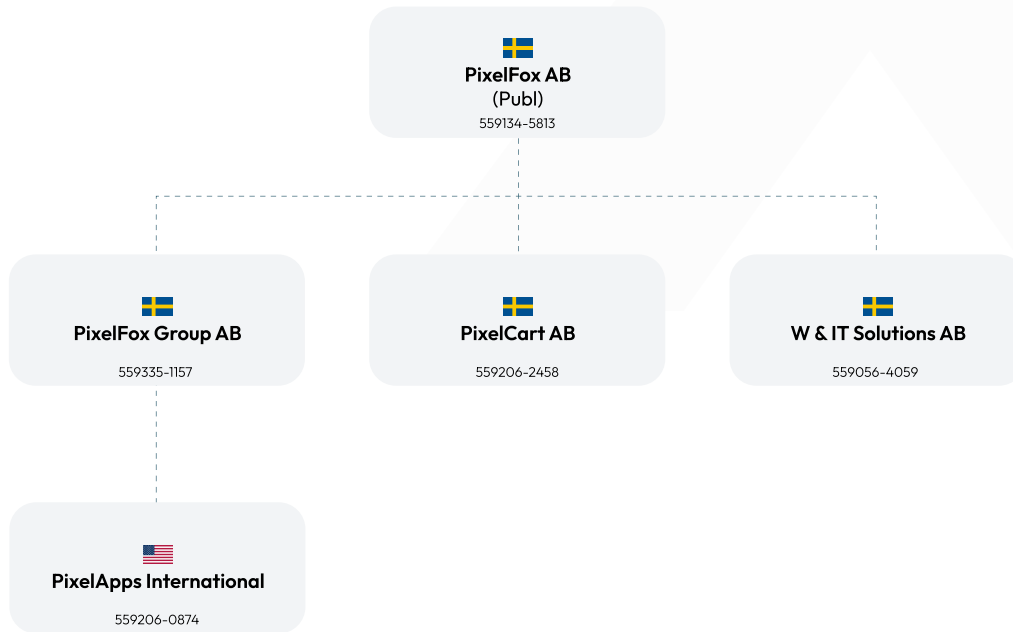 PixelFox AB
(Publ)
559134-5813
PixelFox Group AB
559335-1157
PixelCart AB
559206-2458
W & IT Solutions AB
559056-4059
PixelApps International
559206-0874